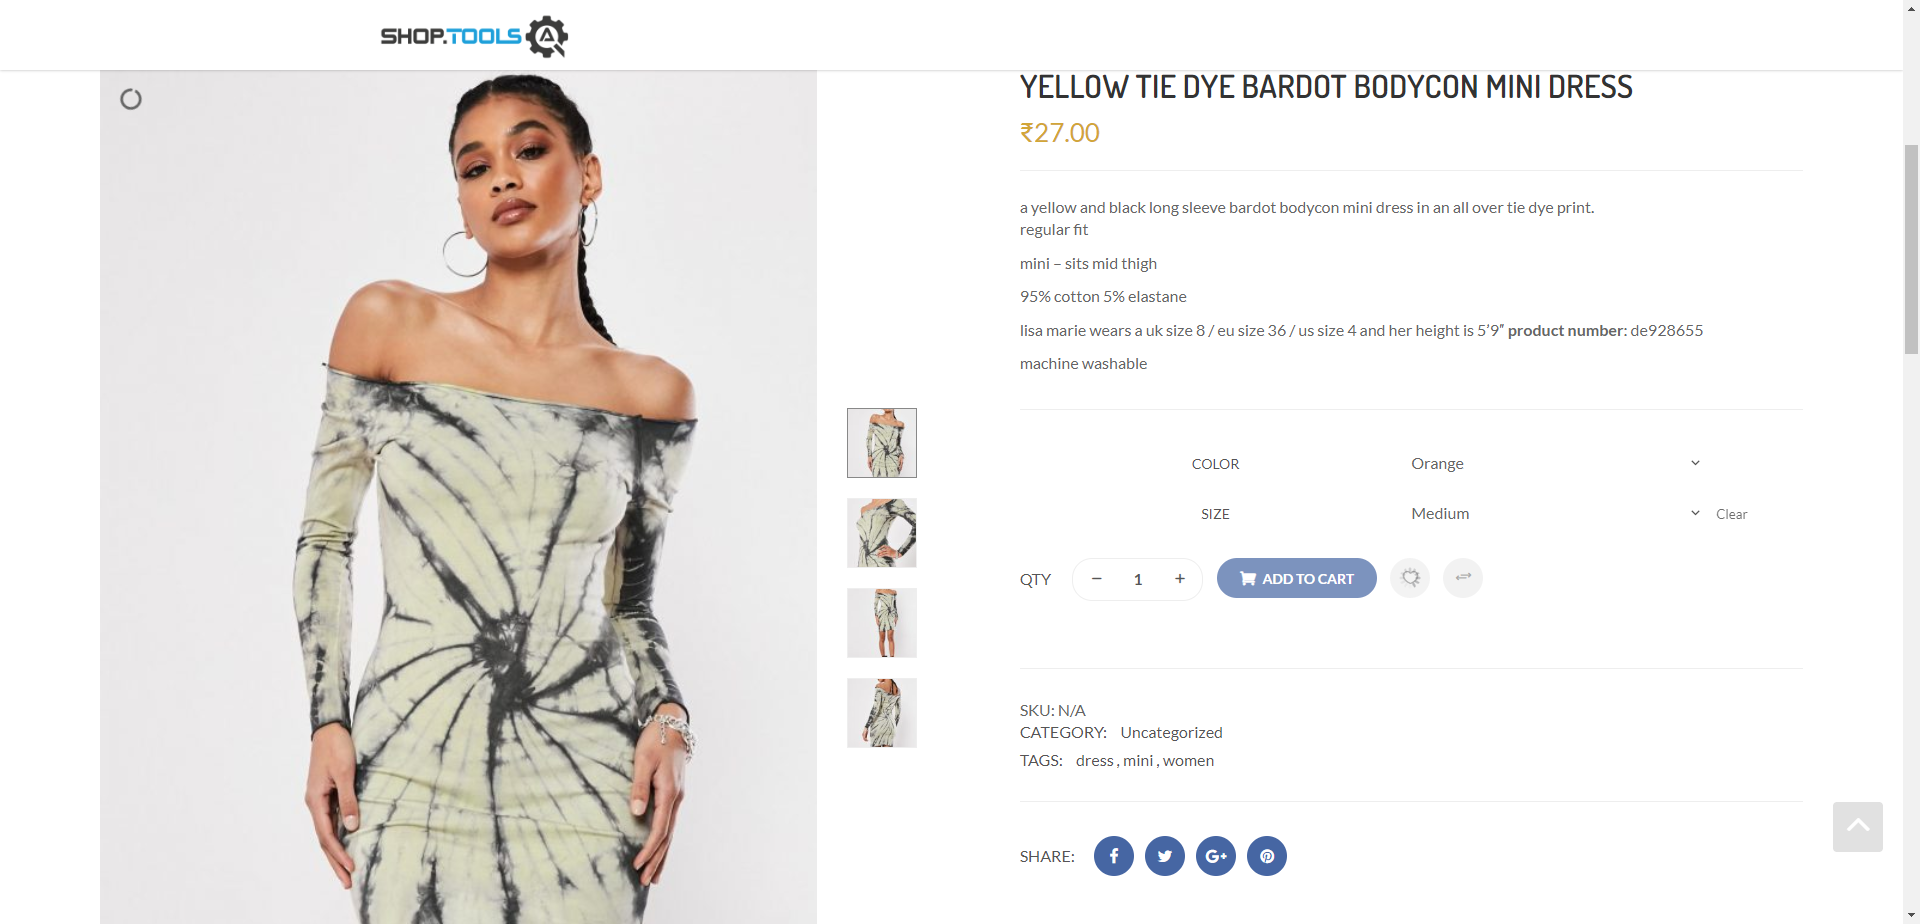 SHOP.TOOLS
YELLOW TIE DYE BARDOT BODYCON MINI DRESS
₹27.00
a yellow and black long sleeve bardot bodycon mini dress in an all over tie dye print.
regular fit
mini – sits mid thigh
95% cotton 5% elastane
lisa marie wears a uk size 8 / eu size 36 / us size 4 and her height is 5’9” product number: de928655
machine washable
COLOR Orange
SIZE Medium Clear
QTY − 1 + ADD TO CART
SKU: N/A
CATEGORY: Uncategorized
TAGS: dress , mini , women
SHARE: